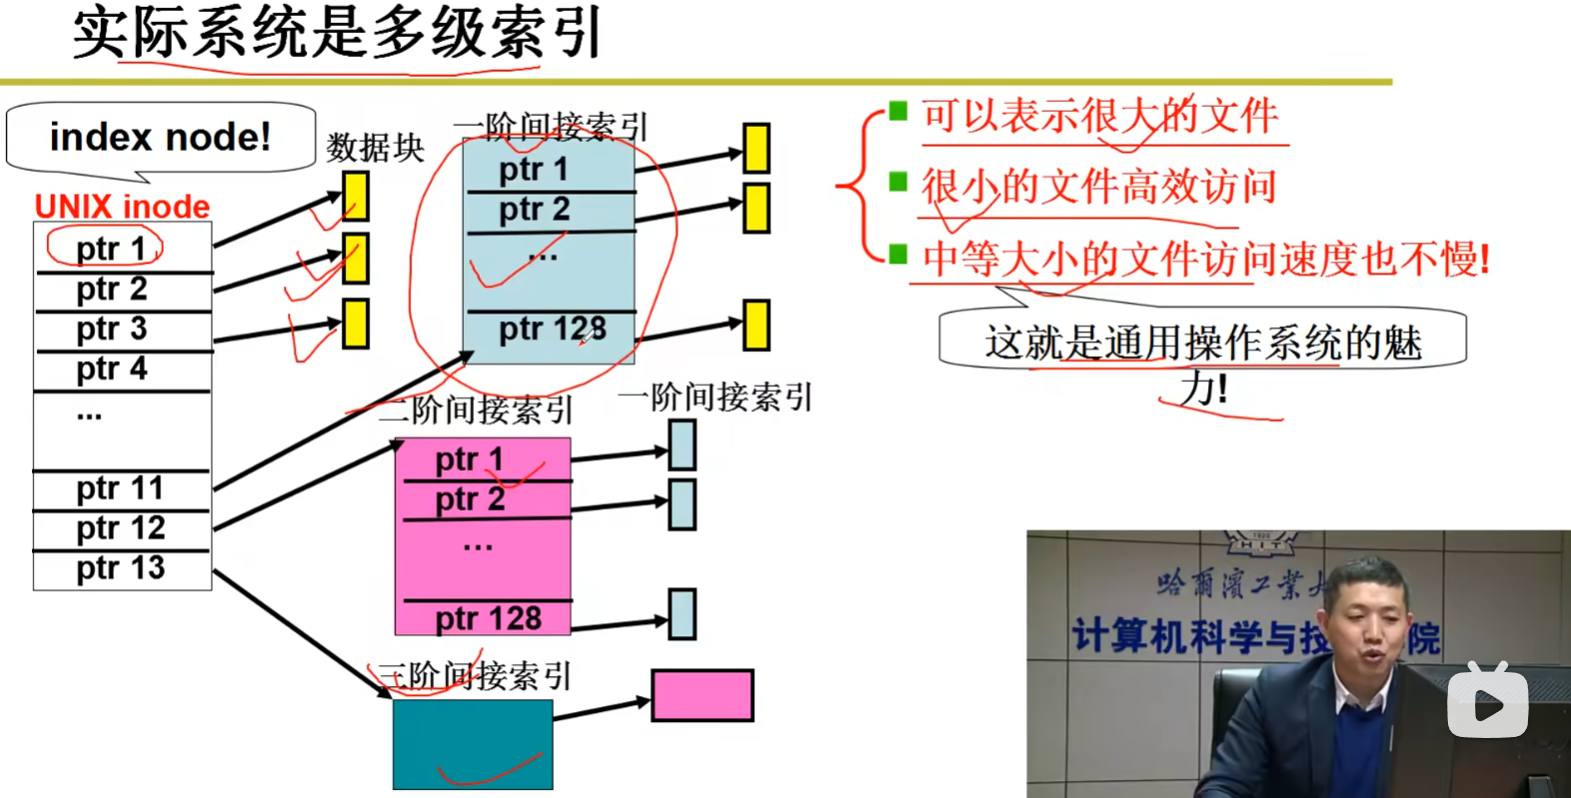 实际系统是多级索引
index node!
数据块
UNIX inode
ptr 1
ptr 2
ptr 3
ptr 4
...
ptr 11
ptr 12
ptr 13
一阶间接索引
ptr 1
ptr 2
...
ptr 128
二阶间接索引
一阶间接索引
ptr 1
ptr 2
...
ptr 128
三阶间接索引
可以表示很大的文件
很小的文件高效访问
中等大小的文件访问速度也不慢!
这就是通用操作系统的魅
力!
1920
HIT
哈尔滨工业大
计算机科学与技 院